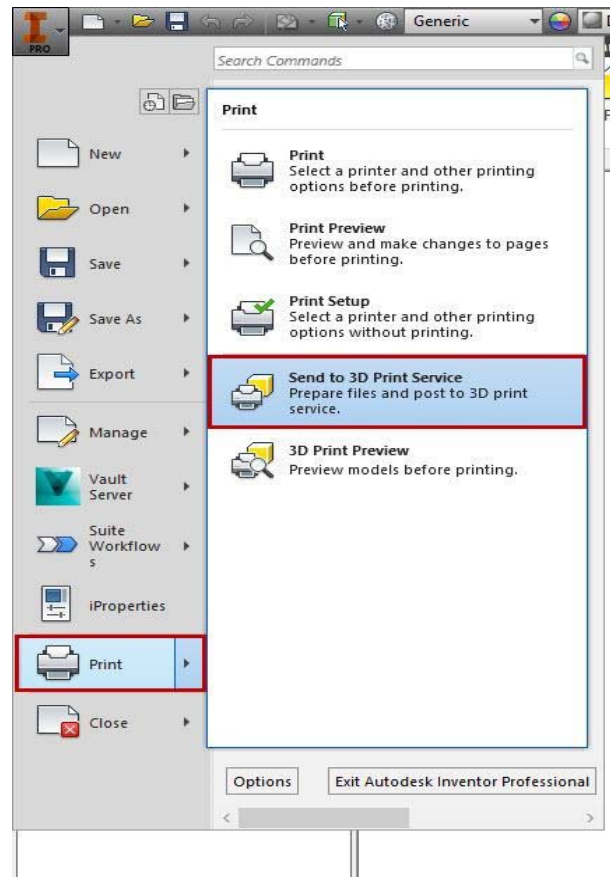 PRO
Generic
Search Commands
Print
New
Open
Save
Save As
Export
Manage
Vault
Server
Suite
Workflow
s
iProperties
Print
Close
Print
Select a printer and other printing
options before printing.
Print Preview
Preview and make changes to pages
before printing.
Print Setup
Select a printer and other printing
options without printing.
Send to 3D Print Service
Prepare files and post to 3D print
service.
3D Print Preview
Preview models before printing.
Options
Exit Autodesk Inventor Professional